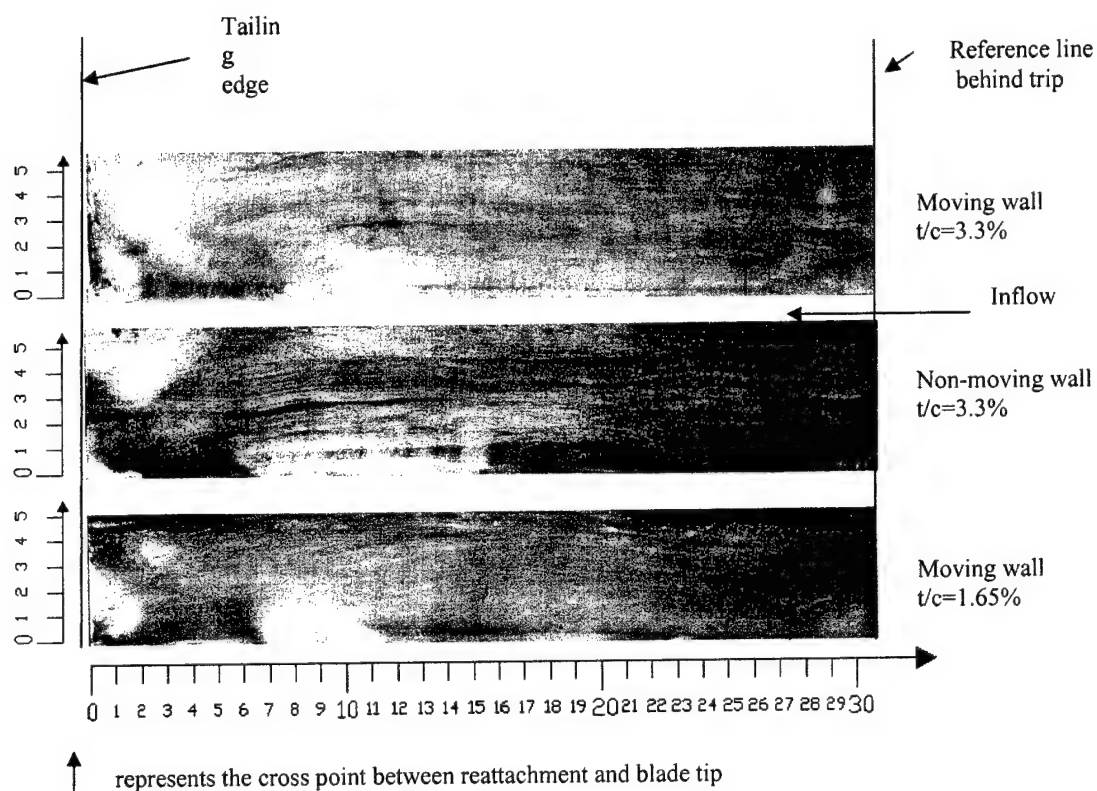 Tailin
g
edge
Reference line
behind trip
0 1 2 3 4 5
Moving wall
t/c=3.3%
Inflow
0 1 2 3 4 5
Non-moving wall
t/c=3.3%
0 1 2 3 4 5
Moving wall
t/c=1.65%
0 1 2 3 4 5 6 7 8 9 10 11 12 13 14 15 16 17 18 19 20 21 22 23 24 25 26 27 28 29 30
represents the cross point between reattachment and blade tip